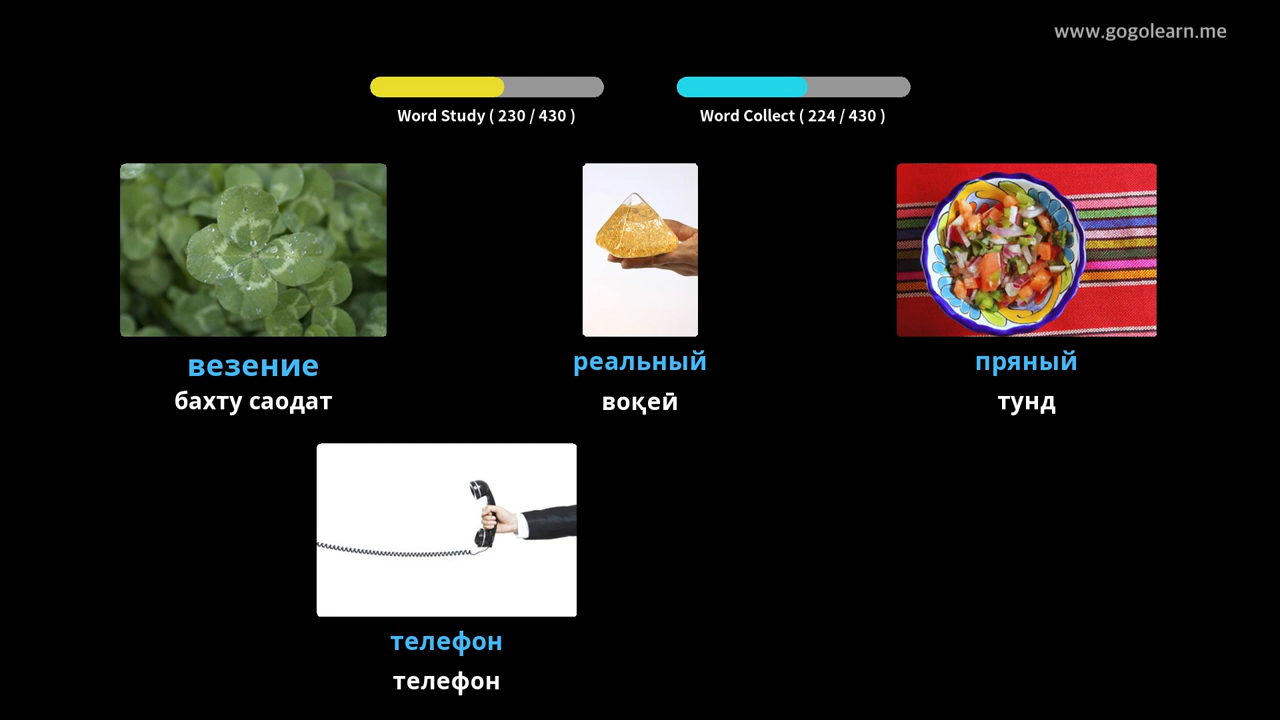 www.gogolearn.me
Word Study ( 230 / 430 )
Word Collect ( 224 / 430 )
везение
бахту саодат
реальный
воқеӣ
пряный
тунд
телефон
телефон